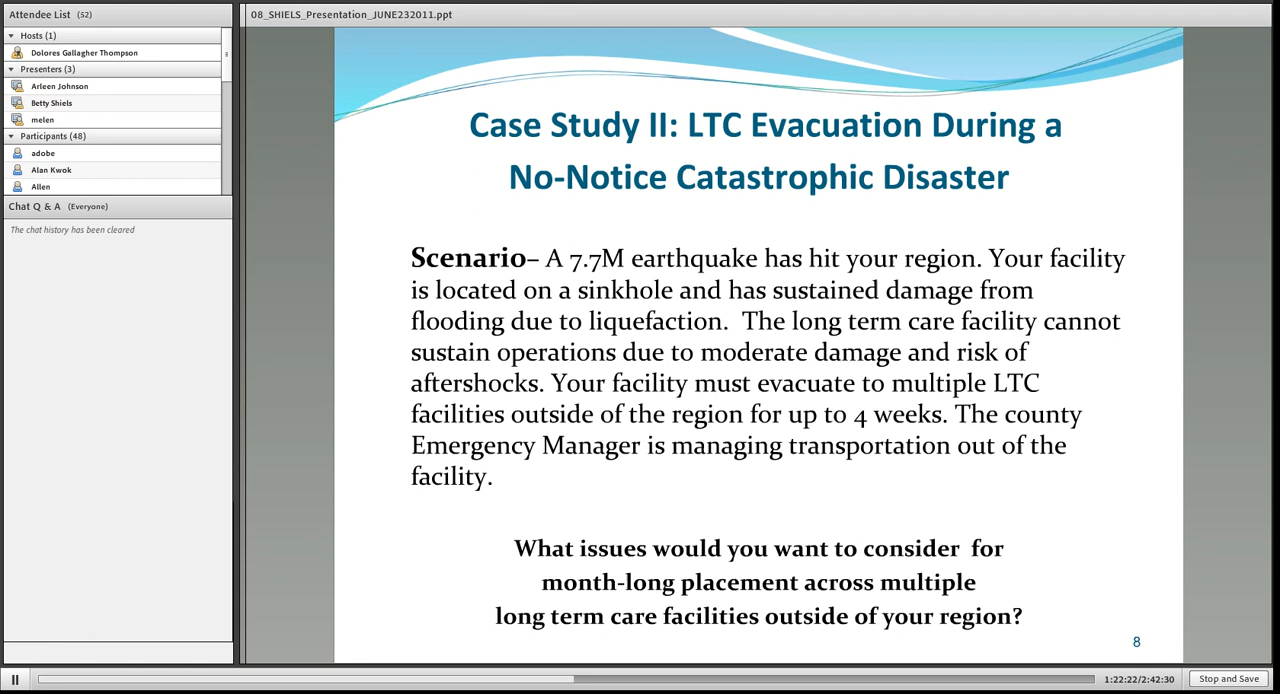 Attendee List (52)
Hosts (1)
Dolores Gallagher Thompson
Presenters (3)
Arleen Johnson
Betty Shiels
melen
Participants (48)
adobe
Alan Kwok
Allen
Chat Q & A (Everyone)
The chat history has been cleared
08_SHIELS_Presentation_JUNE232011.ppt
Case Study II: LTC Evacuation During a
No-Notice Catastrophic Disaster
Scenario– A 7.7M earthquake has hit your region. Your facility
is located on a sinkhole and has sustained damage from
flooding due to liquefaction.  The long term care facility cannot
sustain operations due to moderate damage and risk of
aftershocks. Your facility must evacuate to multiple LTC
facilities outside of the region for up to 4 weeks. The county
Emergency Manager is managing transportation out of the
facility.
What issues would you want to consider  for
month-long placement across multiple
long term care facilities outside of your region?
8
1:22:22/2:42:30
Stop and Save